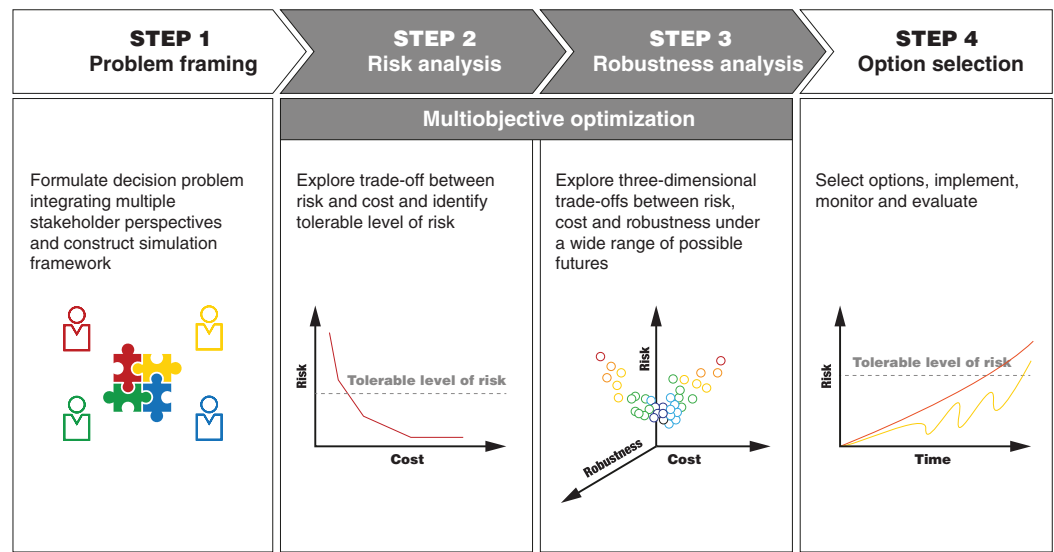 STEP 1
Problem framing
STEP 2
Risk analysis
STEP 3
Robustness analysis
STEP 4
Option selection
Multiobjective optimization
Formulate decision problem
integrating multiple
stakeholder perspectives
and construct simulation
framework
Explore trade-off between
risk and cost and identify
tolerable level of risk
Risk
Tolerable level of risk
Cost
Explore three-dimensional
trade-offs between risk,
cost and robustness under
a wide range of possible
futures
Risk
Robustness
Cost
Select options, implement,
monitor and evaluate
Risk
Tolerable level of risk
Time